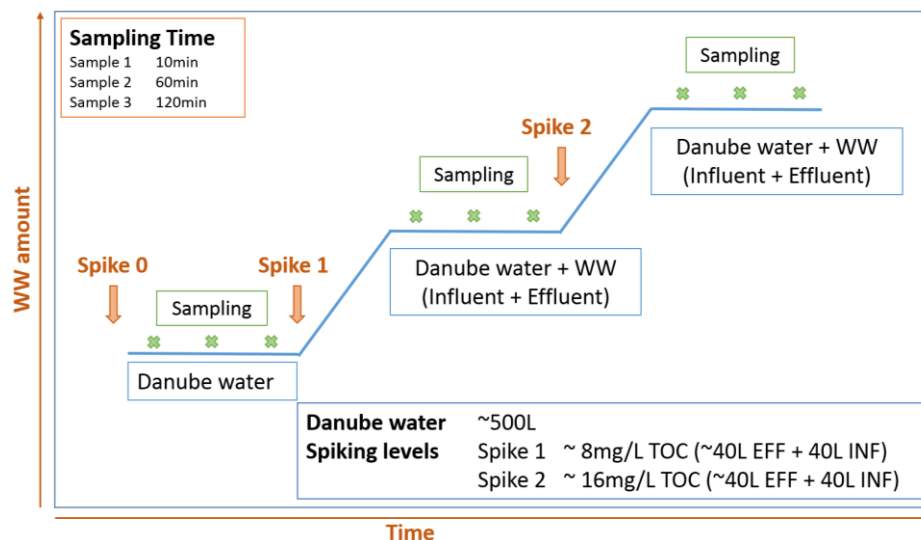 Sampling Time
Sample 1 10min
Sample 2 60min
Sample 3 120min
Sampling
Spike 2
Danube water + WW
(Influent + Effluent)
Sampling
Spike 0
Spike 1
Danube water + WW
(Influent + Effluent)
Sampling
Danube water
Danube water ~500L
Spiking levels Spike 1 ~ 8mg/L TOC (~40L EFF + 40L INF)
Spike 2 ~ 16mg/L TOC (~40L EFF + 40L INF)
WW amount
Time